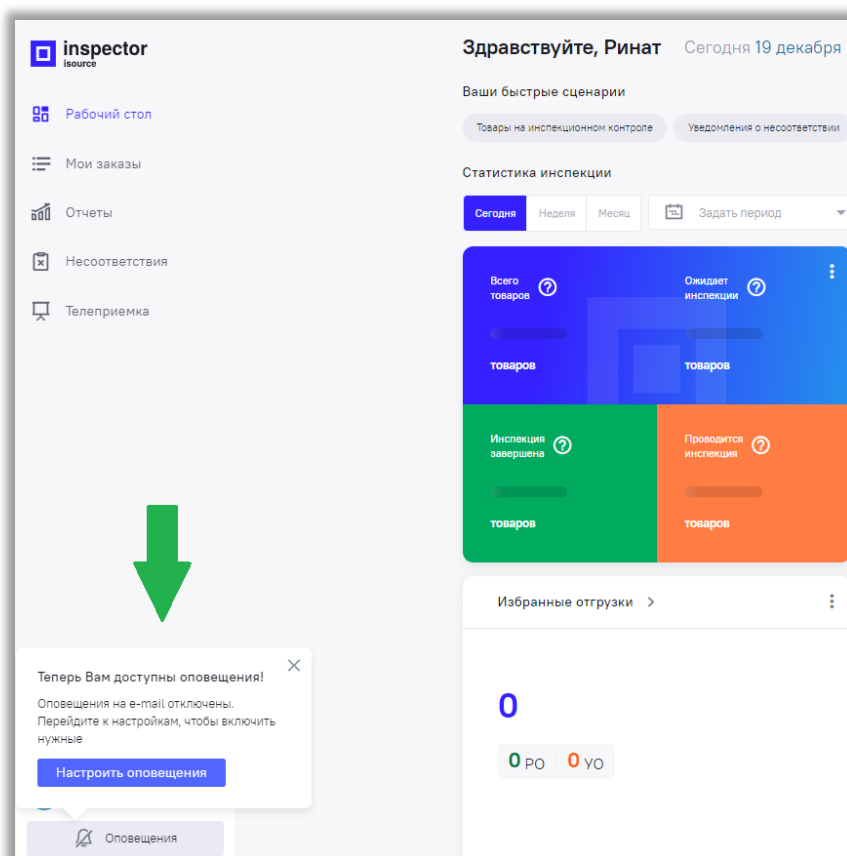 inspector
isource
Рабочий стол
Мои заказы
Отчеты
Несоответствия
Телеприемка
Теперь Вам доступны оповещения!
Оповещения на e-mail отключены.
Перейдите к настройкам, чтобы включить
нужные
Настроить оповещения
Оповещения
Здравствуйте, Ринат Сегодня 19 декабря
Ваши быстрые сценарии
Товары на инспекционном контроле Уведомления о несоответствии
Статистика инспекции
Сегодня Неделя Месяц Задать период
Всего
товаров
товаров
Ожидает
инспекции
товаров
Инспекция
завершена
товаров
Проводится
инспекция
товаров
Избранные отгрузки
0
0 РО 0 УО